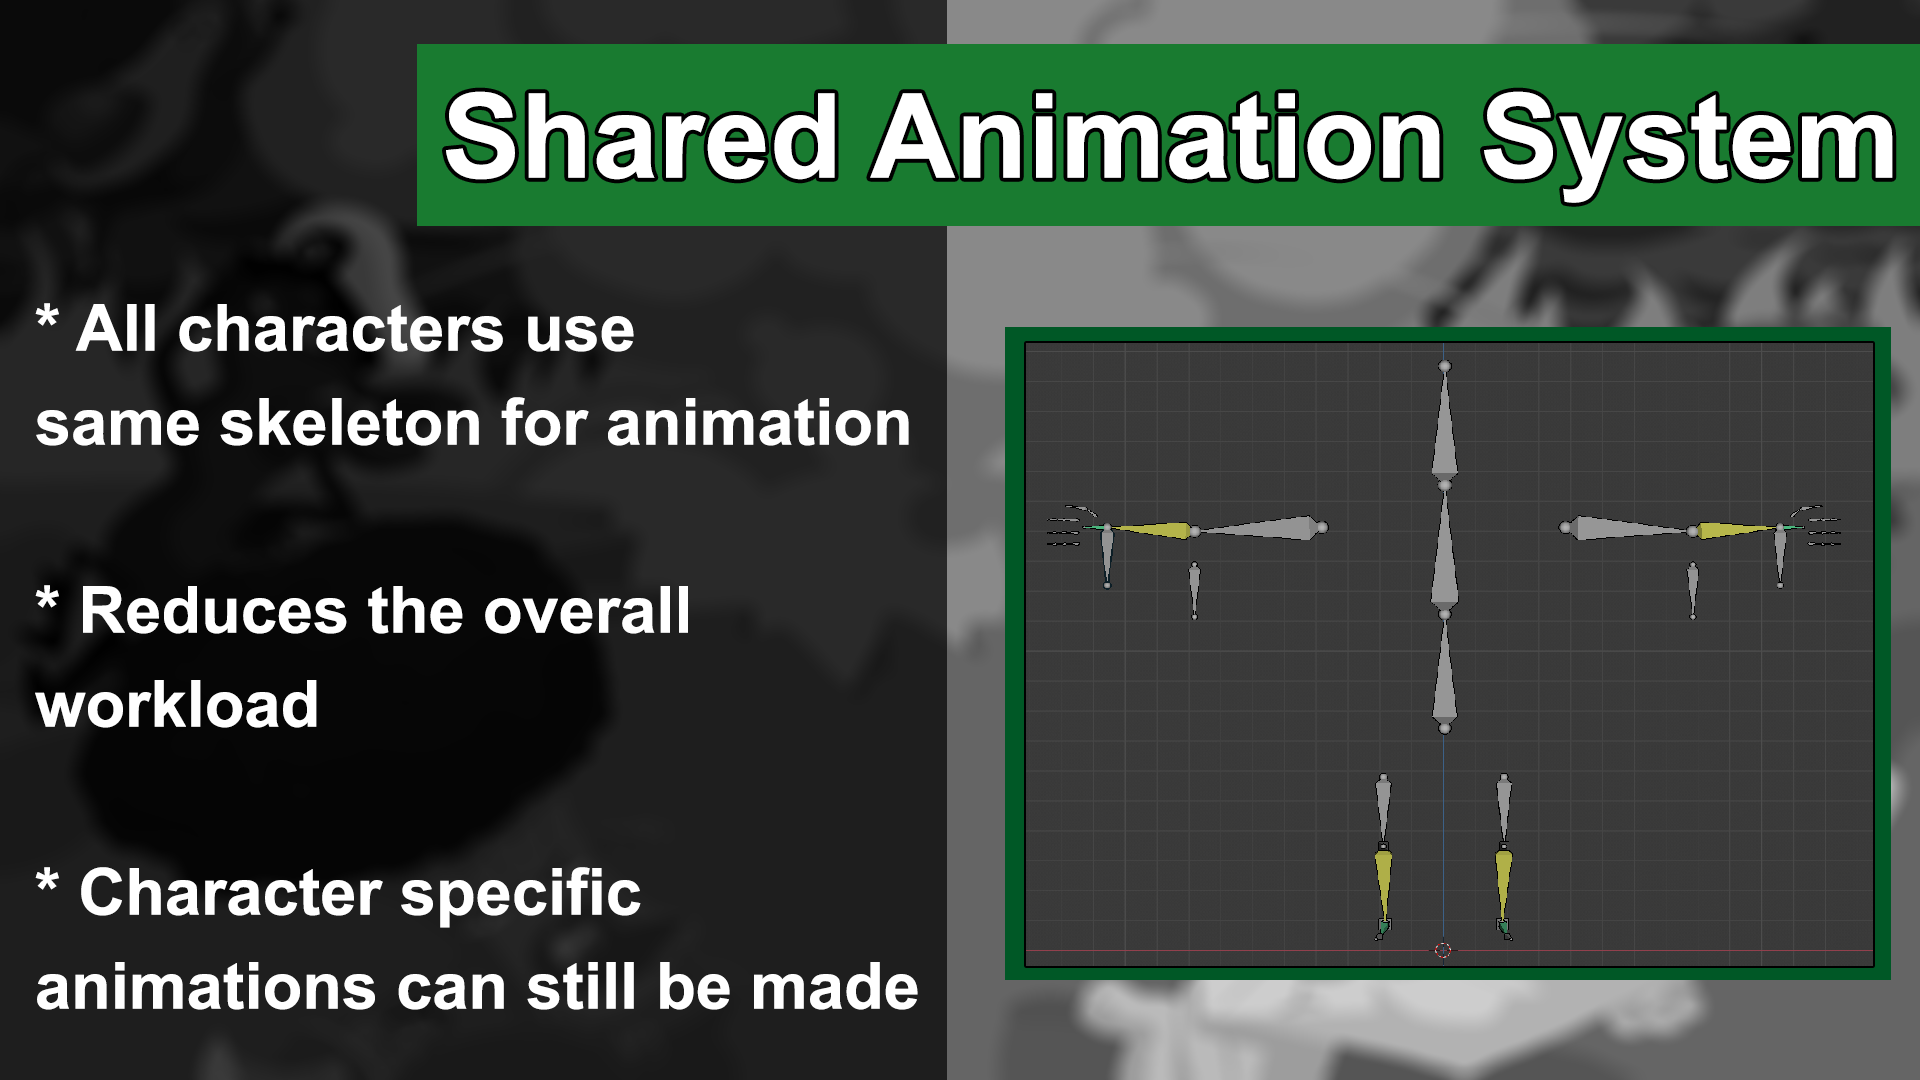 Shared Animation System
* All characters use
same skeleton for animation
* Reduces the overall
workload
* Character specific
animations can still be made